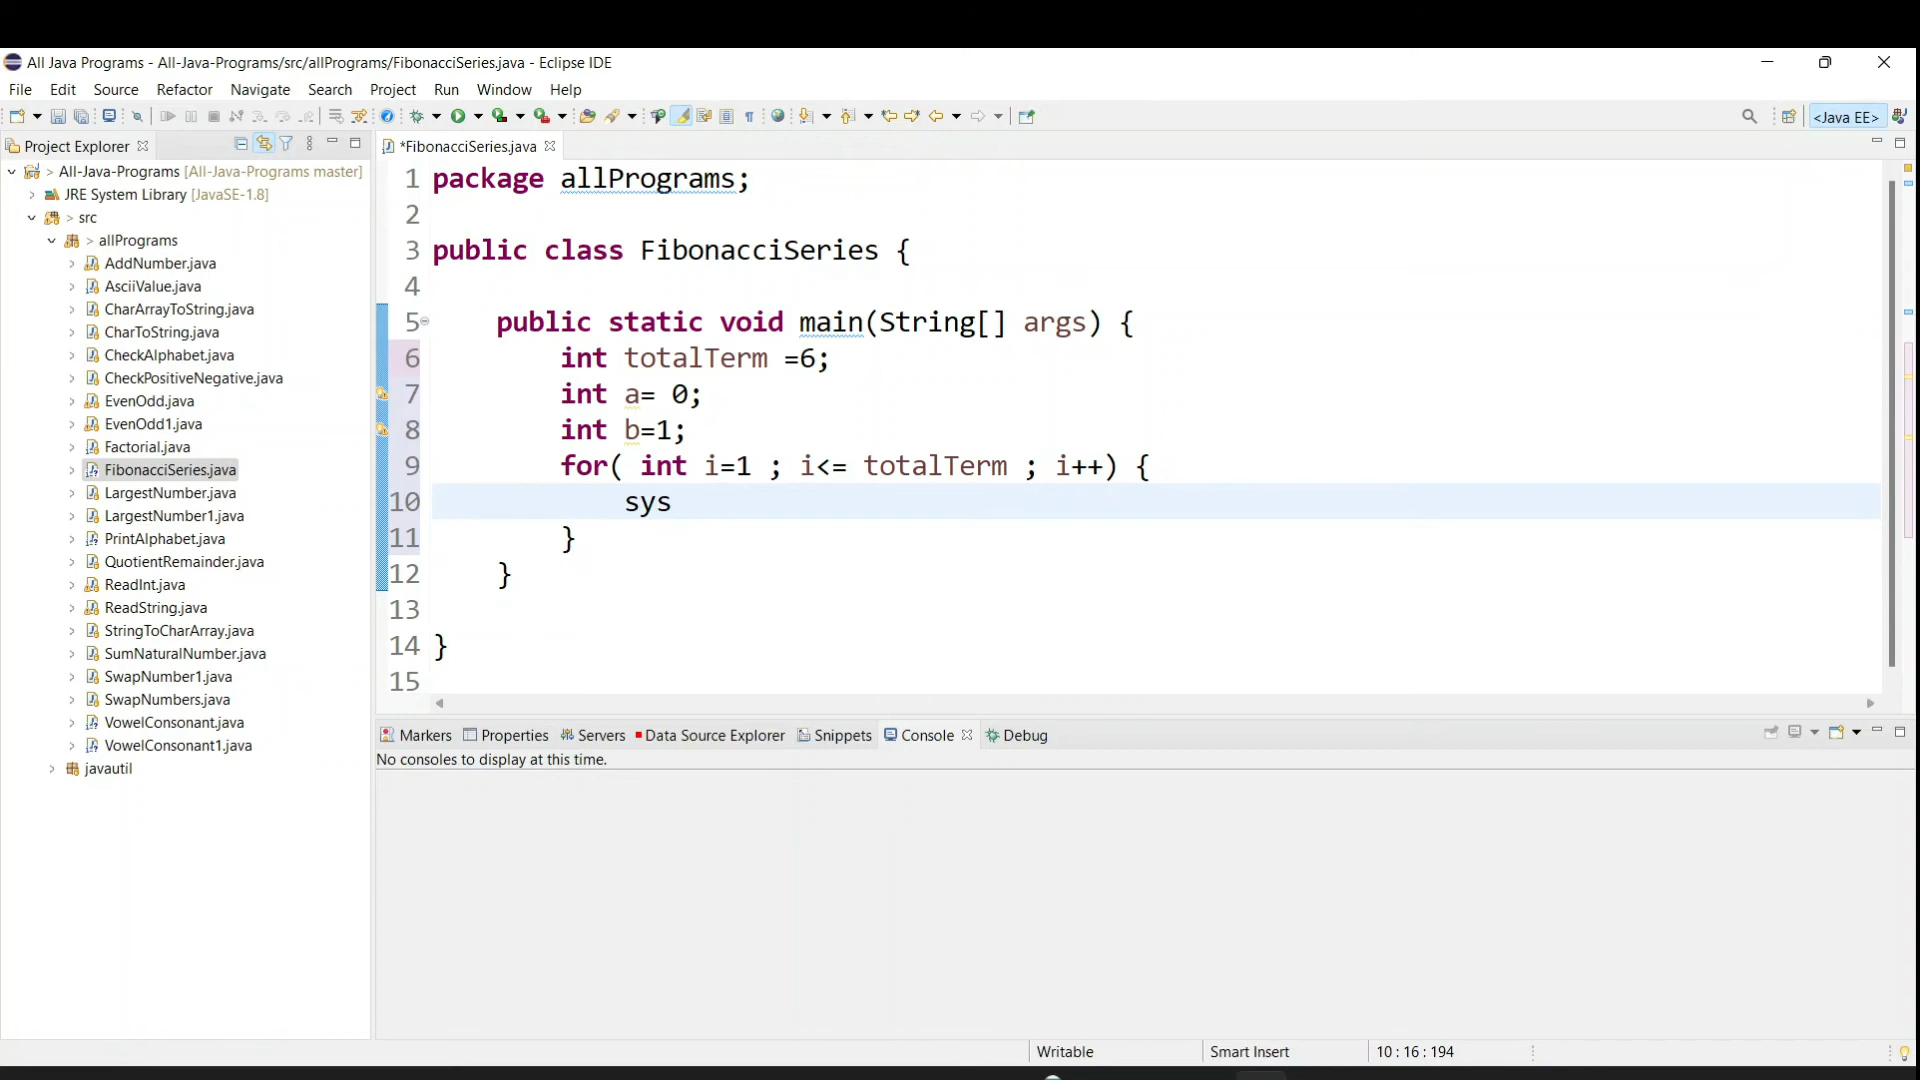 All Java Programs - All-Java-Programs/src/allPrograms/FibonacciSeries.java - Eclipse IDE
File Edit Source Refactor Navigate Search Project Run Window Help
<Java EE>
Project Explorer
*FibonacciSeries.java
> All-Java-Programs [All-Java-Programs master]
JRE System Library [JavaSE-1.8]
> src
> allPrograms
AddNumber.java
AsciiValue.java
CharArrayToString.java
CharToString.java
CheckAlphabet.java
CheckPositiveNegative.java
EvenOdd.java
EvenOdd1.java
Factorial.java
FibonacciSeries.java
LargestNumber.java
LargestNumber1.java
PrintAlphabet.java
QuotientRemainder.java
ReadInt.java
ReadString.java
StringToCharArray.java
SumNaturalNumber.java
SwapNumber1.java
SwapNumbers.java
VowelConsonant.java
VowelConsonant1.java
javautil
1 package allPrograms;
2
3 public class FibonacciSeries {
4
5 public static void main(String[] args) {
6 int totalTerm =6;
7 int a= 0;
8 int b=1;
9 for( int i=1 ; i<= totalTerm ; i++) {
10 sys
11 }
12 }
13
14 }
15
Markers Properties Servers Data Source Explorer Snippets Console Debug
No consoles to display at this time.
Writable Smart Insert 10 : 16 : 194